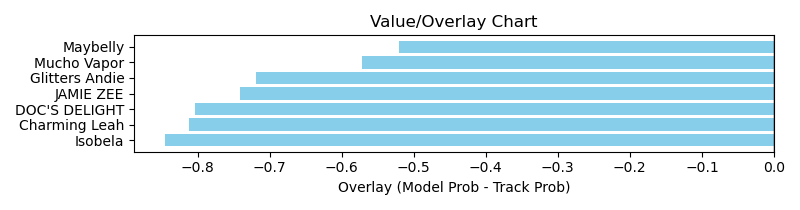 Value/Overlay Chart
Maybelly
Mucho Vapor
Glitters Andie
JAMIE ZEE
DOC'S DELIGHT
Charming Leah
Isobela
−0.8 −0.7 −0.6 −0.5 −0.4 −0.3 −0.2 −0.1 0.0
Overlay (Model Prob - Track Prob)